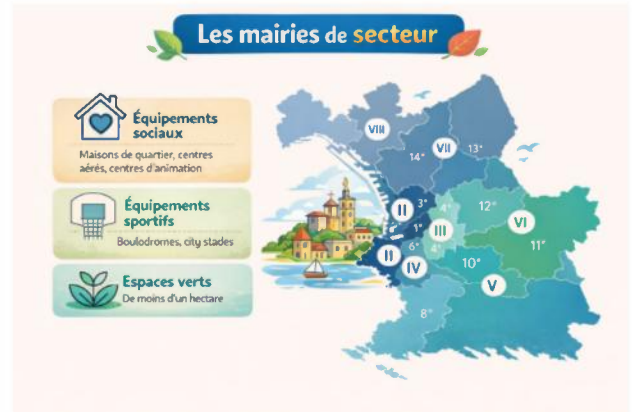 Les mairies de secteur
Équipements
sociaux
Maisons de quartier, centres
aérés, centres d'animation
Équipements
sportifs
Boulodromes, city stades
Espaces verts
De moins d'un hectare
VIII
VII
13e
14e
II
3e
4e
12e
VI
1e
III
11e
6e
4e
II
IV
10e
V
8e